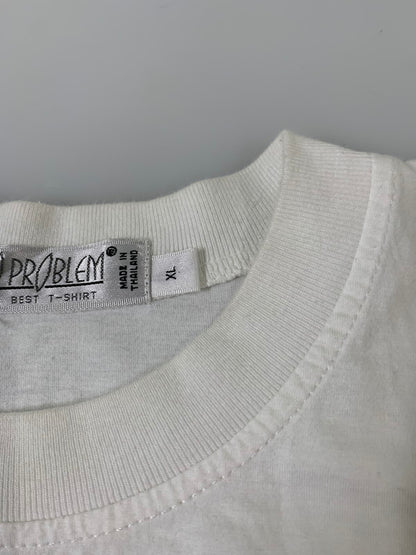 PROBLEM ®
BEST T-SHIRT
MADE IN
THAILAND
XL